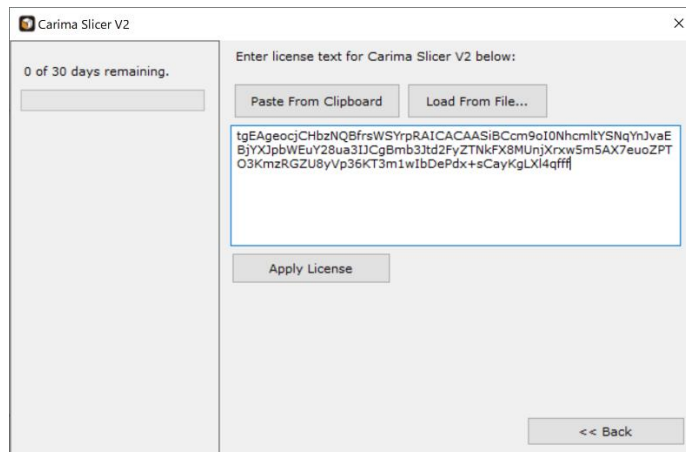 Carima Slicer V2
0 of 30 days remaining.
Enter license text for Carima Slicer V2 below:
Paste From Clipboard
Load From File...
tgEAgeocjCHbzNQBfrsWSYrpRAICACAASiBCcm9oI0NhcmltYSNqYnJvaE
BjYXJpbWEuY28ua3IJCgBmb3Jtd2FyZTNkFX8MUnjXrxw5m5AX7euoZPT
O3KmzRGZU8yVp36KT3m1wIbDePdx+sCayKgLXl4qfff
Apply License
<< Back